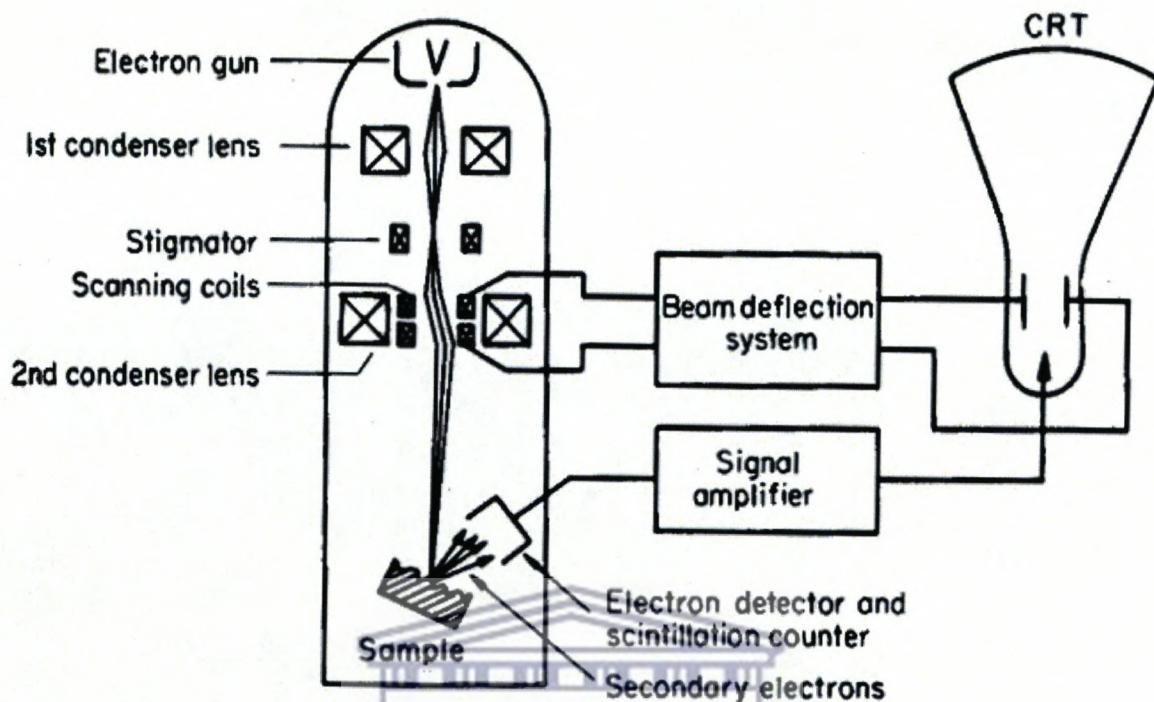 CRT
Electron gun
1st condenser lens
Stigmator
Scanning coils
2nd condenser lens
Beam deflection
system
Signal
amplifier
Electron detector and
scintillation counter
Sample
Secondary electrons